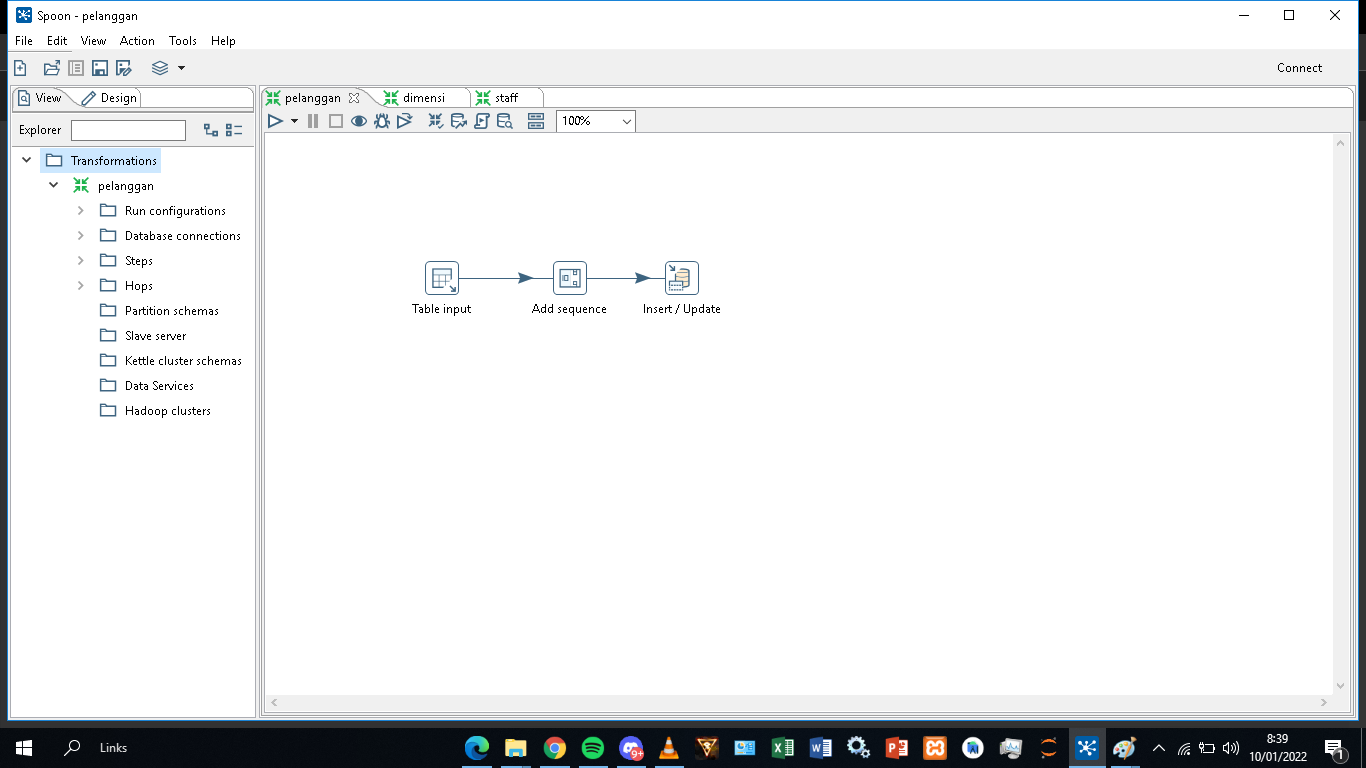 Spoon - pelanggan
File Edit View Action Tools Help
Connect
View Design
pelanggan dimensi staff
Explorer
100%
Transformations
pelanggan
Run configurations
Database connections
Steps
Hops
Partition schemas
Slave server
Kettle cluster schemas
Data Services
Hadoop clusters
Table input Add sequence Insert / Update
Links
9+
8:39
10/01/2022
1